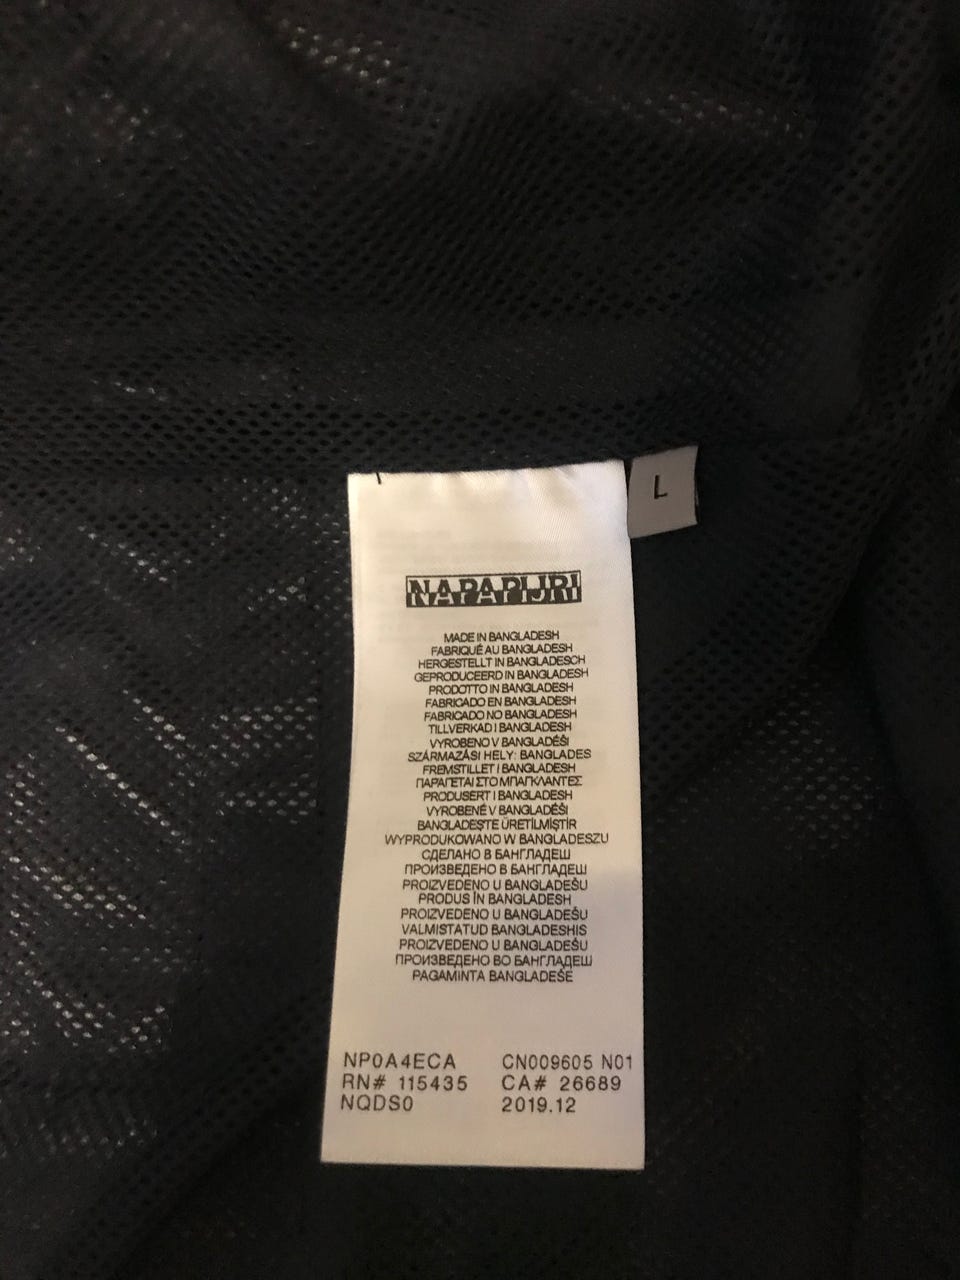 L
NAPAPIJRI
MADE IN BANGLADESH
FABRIQUÉ AU BANGLADESH
HERGESTELLT IN BANGLADESCH
GEPRODUCEERD IN BANGLADESH
PRODOTTO IN BANGLADESH
FABRICADO EN BANGLADESH
FABRICADO NO BANGLADESH
TILLVERKAD I BANGLADESH
VYROBENO V BANGLADÉŠI
SZÁRMAZÁSI HELY: BANGLADES
FREMSTILLET I BANGLADESH
ΠΑΡΑΓΕΤΑΙ ΣΤΟ ΜΠΑΓΚΛΑΝΤΕΣ
PRODUSERT I BANGLADESH
VYROBENÉ V BANGLADÉŠI
BANGLADEŞTE ÜRETİLMİŞTİR
WYPRODUKOWANO W BANGLADESZU
СДЕЛАНО В БАНГЛАДЕШ
ПРОИЗВЕДЕНО В БАНГЛАДЕШ
PROIZVEDENO U BANGLADEŠU
PRODUS ÎN BANGLADESH
PROIZVEDENO U BANGLADEŠU
VALMISTATUD BANGLADESHIS
PROIZVEDENO U BANGLADEŠU
ПРОИЗВЕДЕНО ВО БАНГЛАДЕШ
PAGAMINTA BANGLADEŠE
NP0A4ECA CN009605 N01
RN# 115435 CA# 26689
NQDS0 2019.12